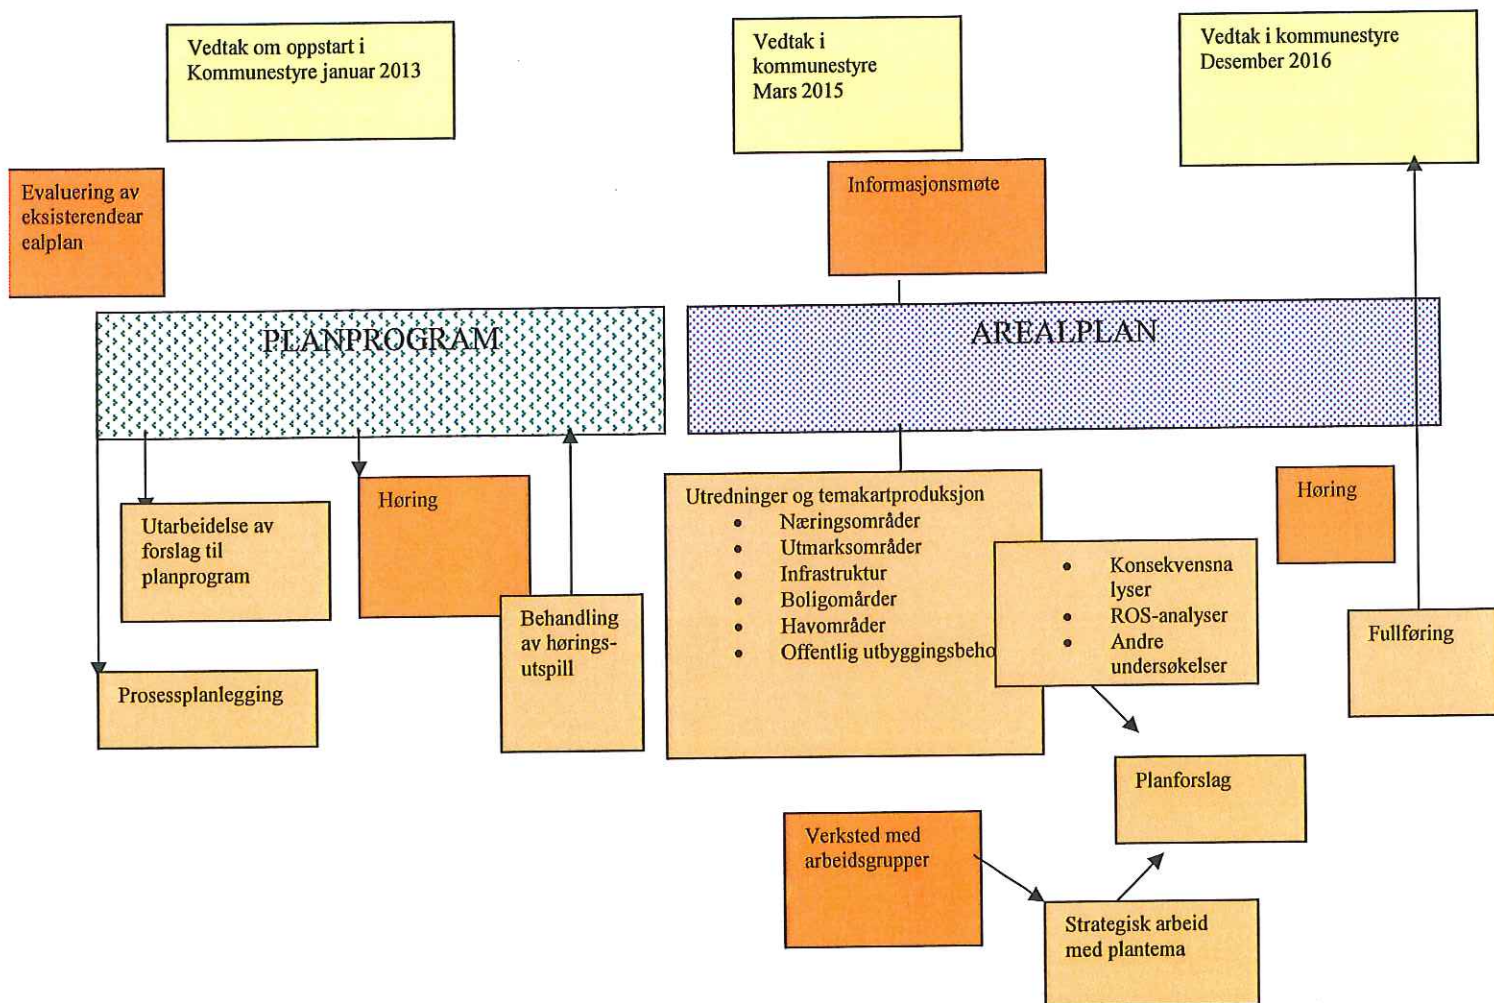 Vedtak om oppstart i
Kommunestyre januar 2013
Vedtak i
kommunestyre
Mars 2015
Vedtak i kommunestyre
Desember 2016
Evaluering av
eksisterendear
ealplan
Informasjonsmøte
PLANPROGRAM
AREALPLAN
Utarbeidelse av
forslag til
planprogram
Prosessplanlegging
Høring
Behandling
av hørings-
utspill
Utredninger og temakartproduksjon
• Næringsområder
• Utmarksområder
• Infrastruktur
• Boligomårder
• Havområder
• Offentlig utbyggingsbeho
• Konsekvensna
lyser
• ROS-analyser
• Andre
undersøkelser
Høring
Fullføring
Planforslag
Verksted med
arbeidsgrupper
Strategisk arbeid
med plantema